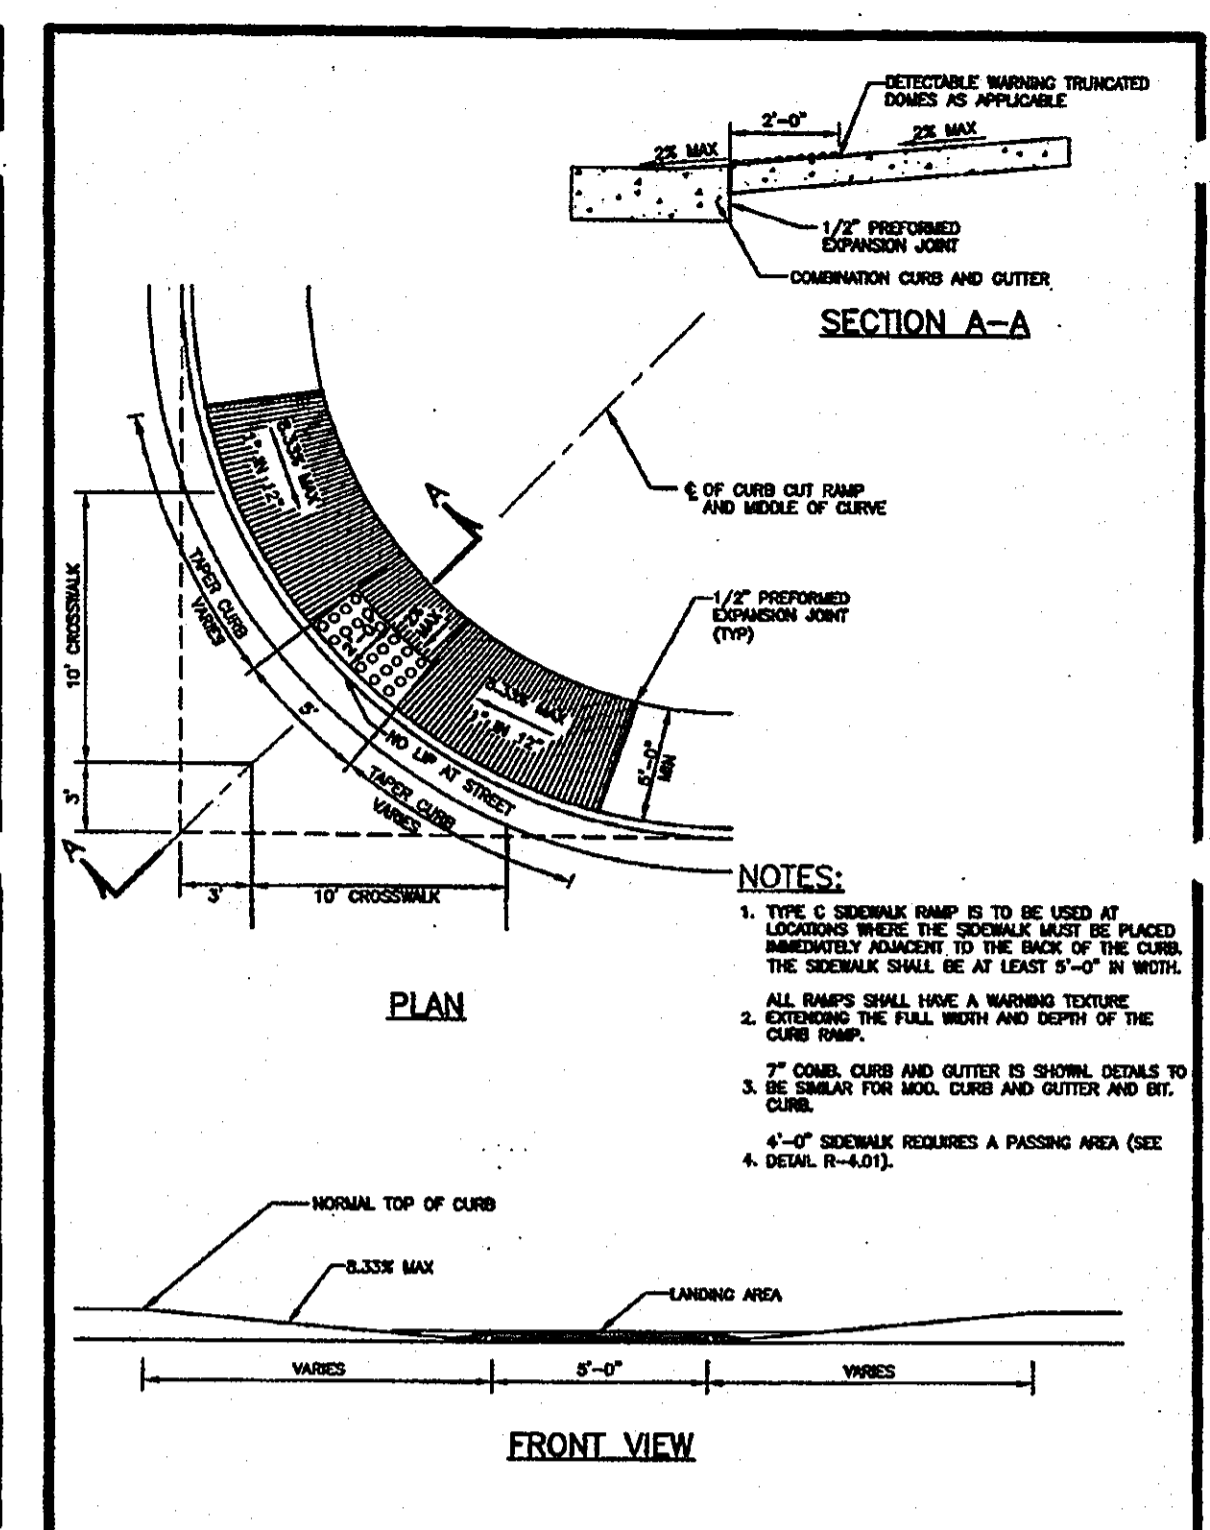 DETECTABLE WARNING TRUNCATED
DOMES AS APPLICABLE
2'-0"
2% MAX
2% MAX
1/2" PREFORMED
EXPANSION JOINT
COMBINATION CURB AND GUTTER
SECTION A-A
8.33% MAX
1" IN 12"
A
℄ OF CURB CUT RAMP
AND MIDDLE OF CURVE
10' CROSSWALK
TAPER CURB
VARIES
2%
MAX
1/2" PREFORMED
EXPANSION JOINT
(TYP)
8.33% MAX
1" IN 12"
5'
NO LIP AT STREET
5'-0"
MIN
TAPER CURB
VARIES
3'
A
3'
10' CROSSWALK
PLAN
NOTES:
1. TYPE C SIDEWALK RAMP IS TO BE USED AT
LOCATIONS WHERE THE SIDEWALK MUST BE PLACED
IMMEDIATELY ADJACENT TO THE BACK OF THE CURB.
THE SIDEWALK SHALL BE AT LEAST 5'-0" IN WIDTH.
ALL RAMPS SHALL HAVE A WARNING TEXTURE
2. EXTENDING THE FULL WIDTH AND DEPTH OF THE
CURB RAMP.
7" COMB. CURB AND GUTTER IS SHOWN. DETAILS TO
3. BE SIMILAR FOR MOD. CURB AND GUTTER AND BIT.
CURB.
4'-0" SIDEWALK REQUIRES A PASSING AREA (SEE
4. DETAIL R-4.01).
NORMAL TOP OF CURB
8.33% MAX
LANDING AREA
VARIES
5'-0"
VARIES
FRONT VIEW